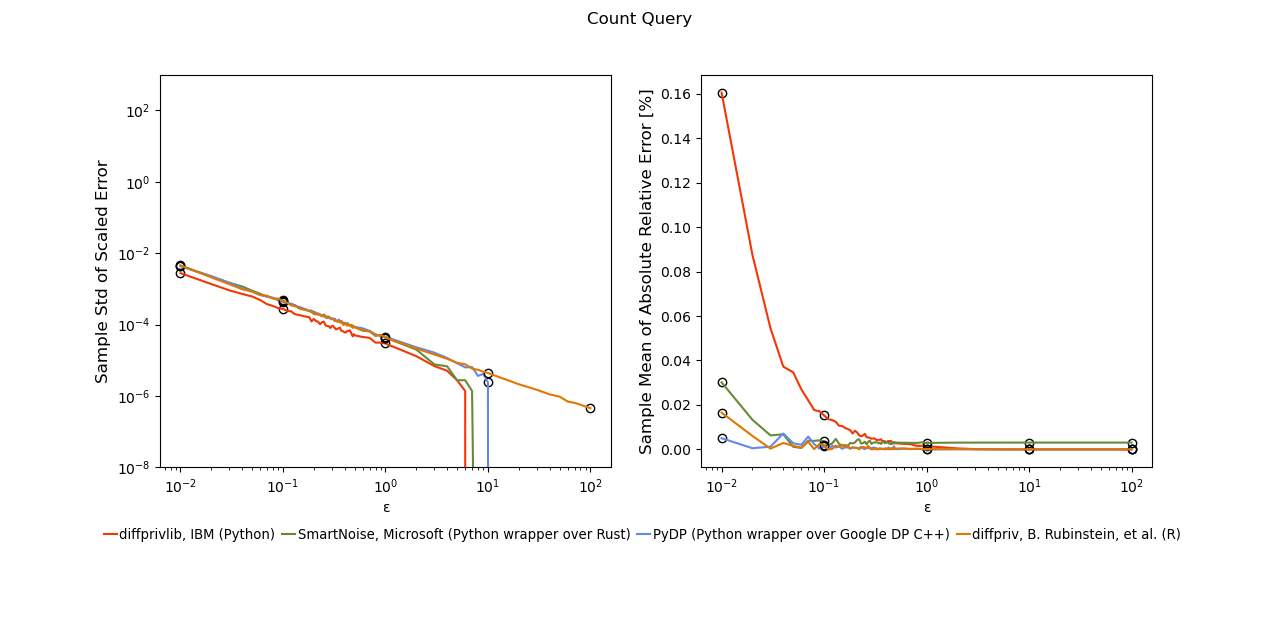 Count Query
Sample Std of Scaled Error
10²
10⁰
10⁻²
10⁻⁴
10⁻⁶
10⁻⁸
10⁻² 10⁻¹ 10⁰ 10¹ 10²
ε
Sample Mean of Absolute Relative Error [%]
0.16
0.14
0.12
0.10
0.08
0.06
0.04
0.02
0.00
10⁻² 10⁻¹ 10⁰ 10¹ 10²
ε
diffprivlib, IBM (Python) SmartNoise, Microsoft (Python wrapper over Rust) PyDP (Python wrapper over Google DP C++) diffpriv, B. Rubinstein, et al. (R)